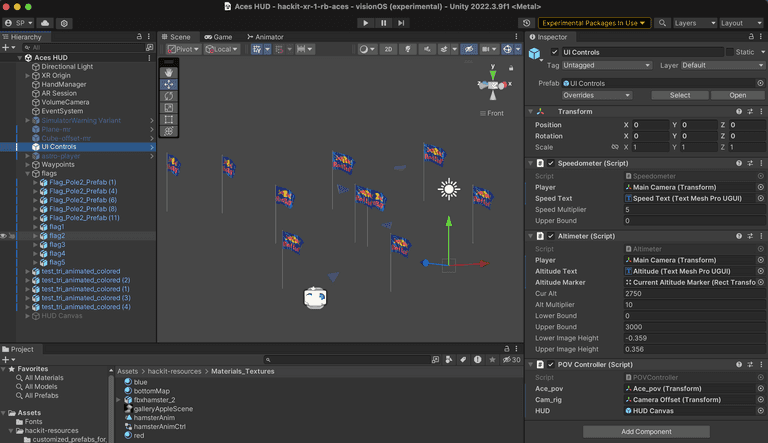 Aces HUD - hackit-xr-1-rb-aces - visionOS (experimental) - Unity 2022.3.9f1 <Metal>
SP
Experimental Packages In Use
Layers
Layout
Hierarchy
All
Aces HUD
Directional Light
XR Origin
HandManager
AR Session
VolumeCamera
EventSystem
SimulatorWarning Variant
Plane-mr
Cube-offset-mr
UI Controls
auto-player
Waypoints
flags
Flag_Pole2_Prefab (1)
Flag_Pole2_Prefab (4)
Flag_Pole2_Prefab (6)
Flag_Pole2_Prefab (8)
Flag_Pole2_Prefab (11)
flag1
flag2
flag3
flag4
flag5
test_tri_animated_colored
test_tri_animated_colored (2)
test_tri_animated_colored (1)
test_tri_animated_colored (3)
test_tri_animated_colored (4)
HUD Canvas
Scene
Game
Animator
Pivot
Local
2D
y
x
Front
Project
30
Favorites
All Materials
All Models
All Prefabs
Assets
Fonts
hackit-resources
customized_prefabs_for_
Assets > hackit-resources > Materials_Textures
blue
bottomMap
fbxhamster_2
galleryAppleScene
hamsterAnim
hamsterAnimCtrl
red
Inspector
UI Controls
Static
Tag Untagged
Layer Default
Prefab UI Controls
Overrides Select Open
Transform
Position X 0 Y 0 Z 0
Rotation X 0 Y 0 Z 0
Scale X 1 Y 1 Z 1
Speedometer (Script)
Script Speedometer
Player Main Camera (Transform)
Speed Text Speed Text (Text Mesh Pro UGUI)
Speed Multiplier 5
Upper Bound 0
Altimeter (Script)
Script Altimeter
Player Main Camera (Transform)
Altitude Text Altitude (Text Mesh Pro UGUI)
Altitude Marker Current Altitude Marker (Rect Transfo
Cur Alt 2750
Alt Multiplier 10
Lower Bound 0
Upper Bound 3000
Lower Image Height -0.359
Upper Image Height 0.356
POV Controller (Script)
Script POVController
Ace_pov Ace_pov (Transform)
Cam_rig Camera Offset (Transform)
HUD HUD Canvas
Add Component